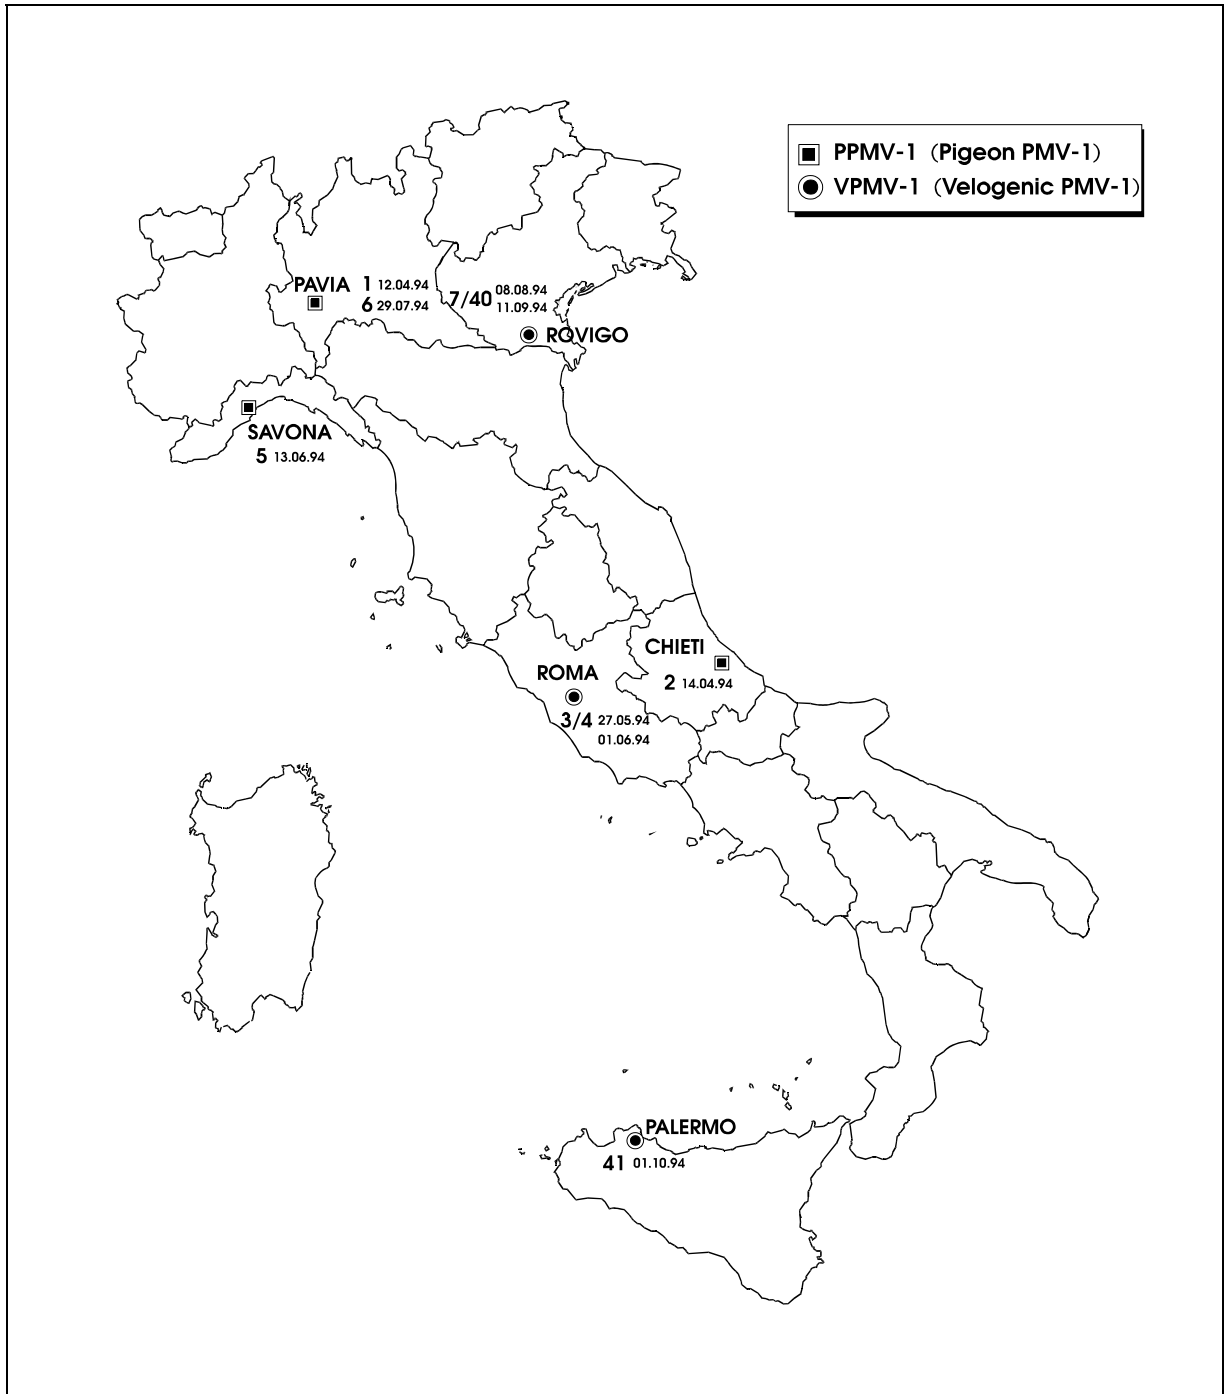 PPMV-1 (Pigeon PMV-1)
VPMV-1 (Velogenic PMV-1)
PAVIA 1 12.04.94
6 29.07.94
7/40 08.08.94
11.09.94
ROVIGO
SAVONA
5 13.06.94
CHIETI
2 14.04.94
ROMA
3/4 27.05.94
01.06.94
PALERMO
41 01.10.94